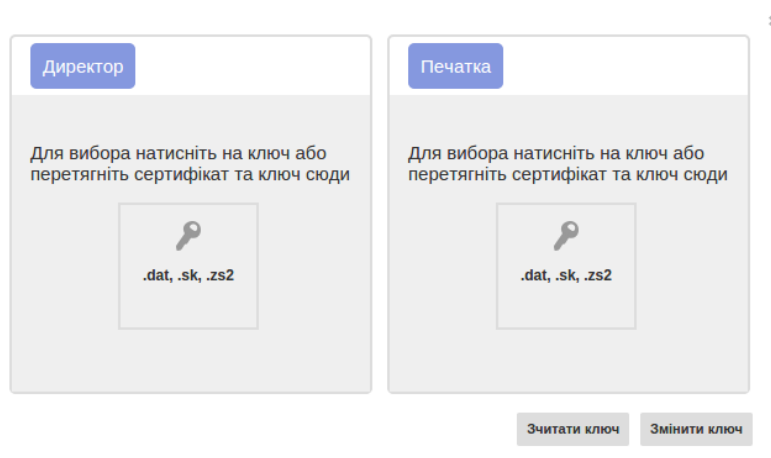 Директор
Для вибора натисніть на ключ або
перетягніть сертифікат та ключ сюди
.dat, .sk, .zs2
Печатка
Для вибора натисніть на ключ або
перетягніть сертифікат та ключ сюди
.dat, .sk, .zs2
Зчитати ключ
Змінити ключ